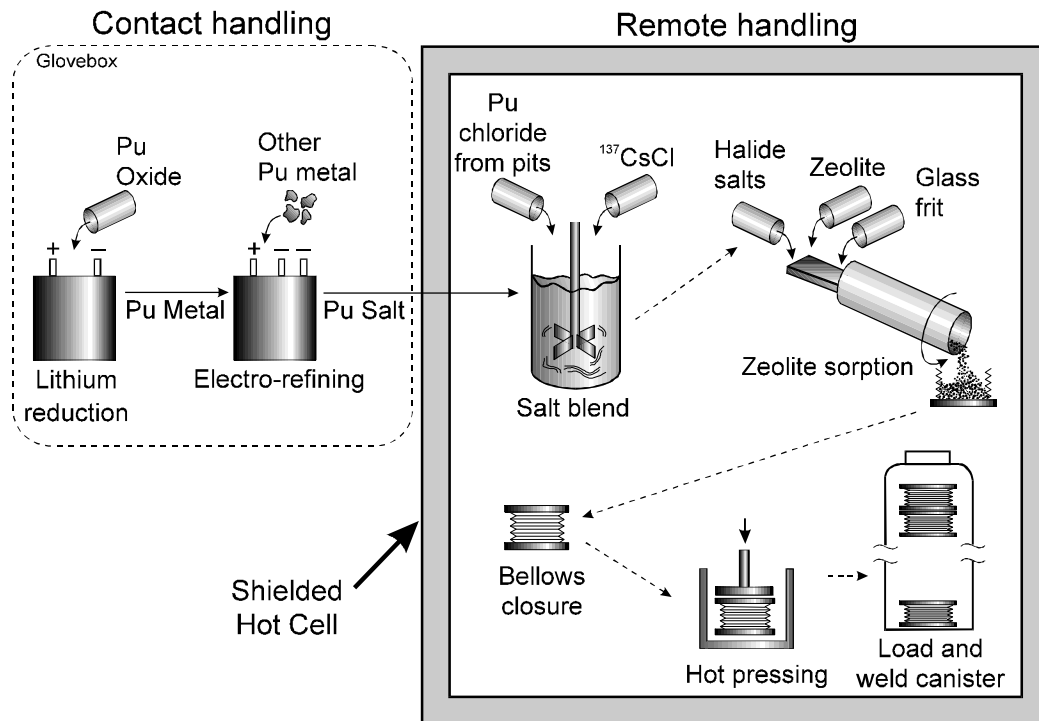 Contact handling
Glovebox
Pu
Oxide
Other
Pu metal
+ −
+ − −
Pu Metal
Pu Salt
Lithium
reduction
Electro-refining
Shielded
Hot Cell
Remote handling
Pu
chloride
from pits
¹³⁷CsCl
Halide
salts
Zeolite
Glass
frit
Salt blend
Zeolite sorption
Bellows
closure
Hot pressing
Load and
weld canister